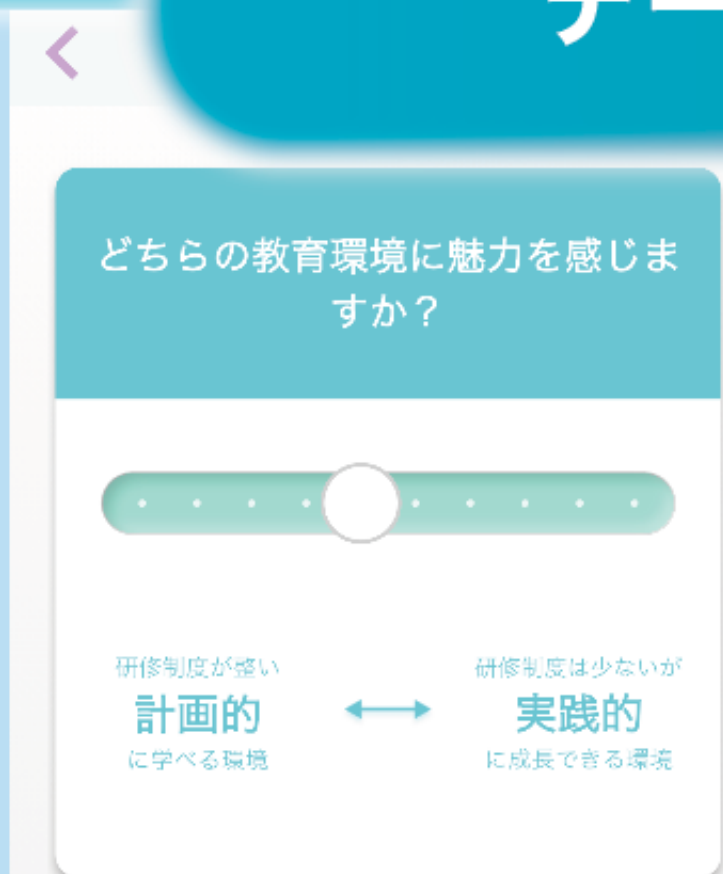 どちらの教育環境に魅力を感じま
すか？
研修制度が整い
計画的
に学べる環境
研修制度は少ないが
実践的
に成長できる環境